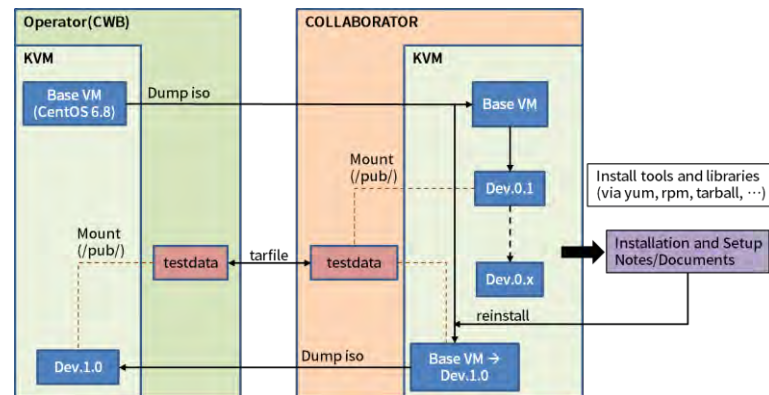 Operator(CWB)
COLLABORATOR
KVM
KVM
Base VM
(CentOS 6.8)
Dump iso
Base VM
Mount
(/pub/)
Dev.0.1
Install tools and libraries
(via yum, rpm, tarball, …)
Mount
(/pub/)
testdata
tarfile
testdata
Dev.0.x
Installation and Setup
Notes/Documents
reinstall
Dev.1.0
Dump iso
Base VM →
Dev.1.0